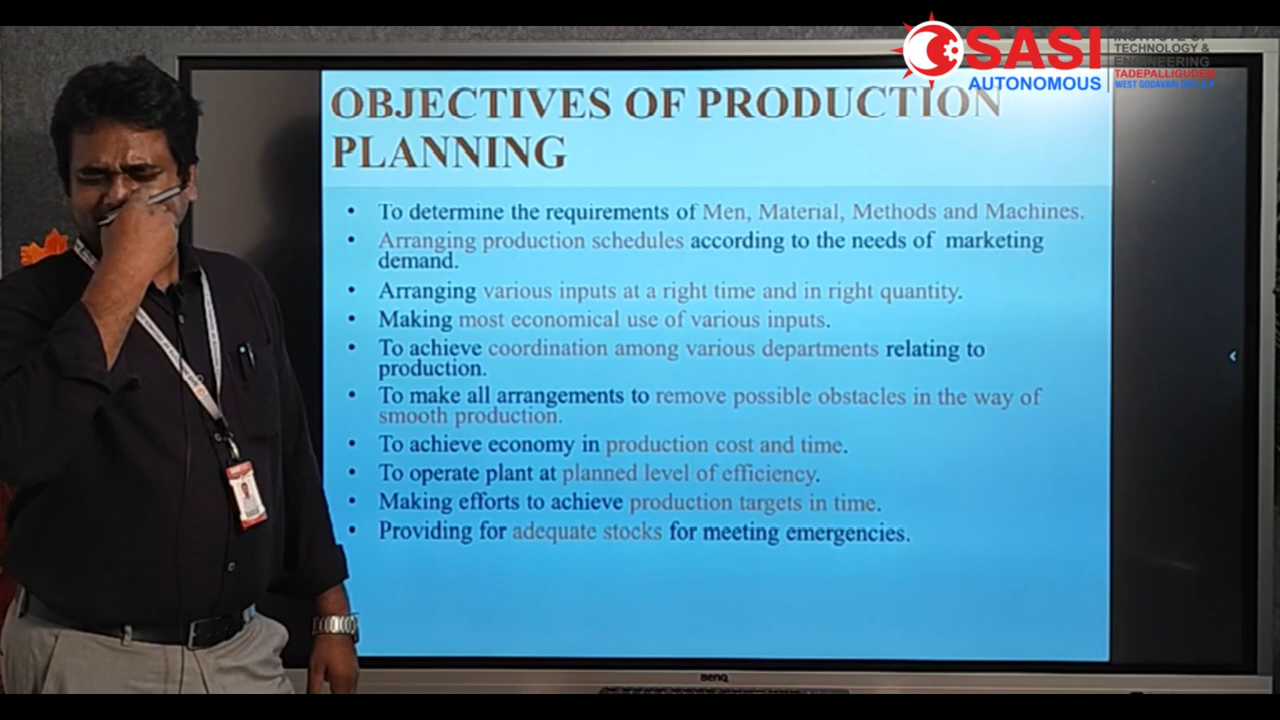 SASI
INSTITUTE OF
TECHNOLOGY &
ENGINEERING
TADEPALLIGUDEM
AUTONOMOUS
OBJECTIVES OF PRODUCTION
PLANNING
• To determine the requirements of Men, Material, Methods and Machines.
• Arranging production schedules according to the needs of marketing
demand.
• Arranging various inputs at a right time and in right quantity.
• Making most economical use of various inputs.
• To achieve coordination among various departments relating to
production.
• To make all arrangements to remove possible obstacles in the way of
smooth production.
• To achieve economy in production cost and time.
• To operate plant at planned level of efficiency.
• Making efforts to achieve production targets in time.
• Providing for adequate stocks for meeting emergencies.
BenQ